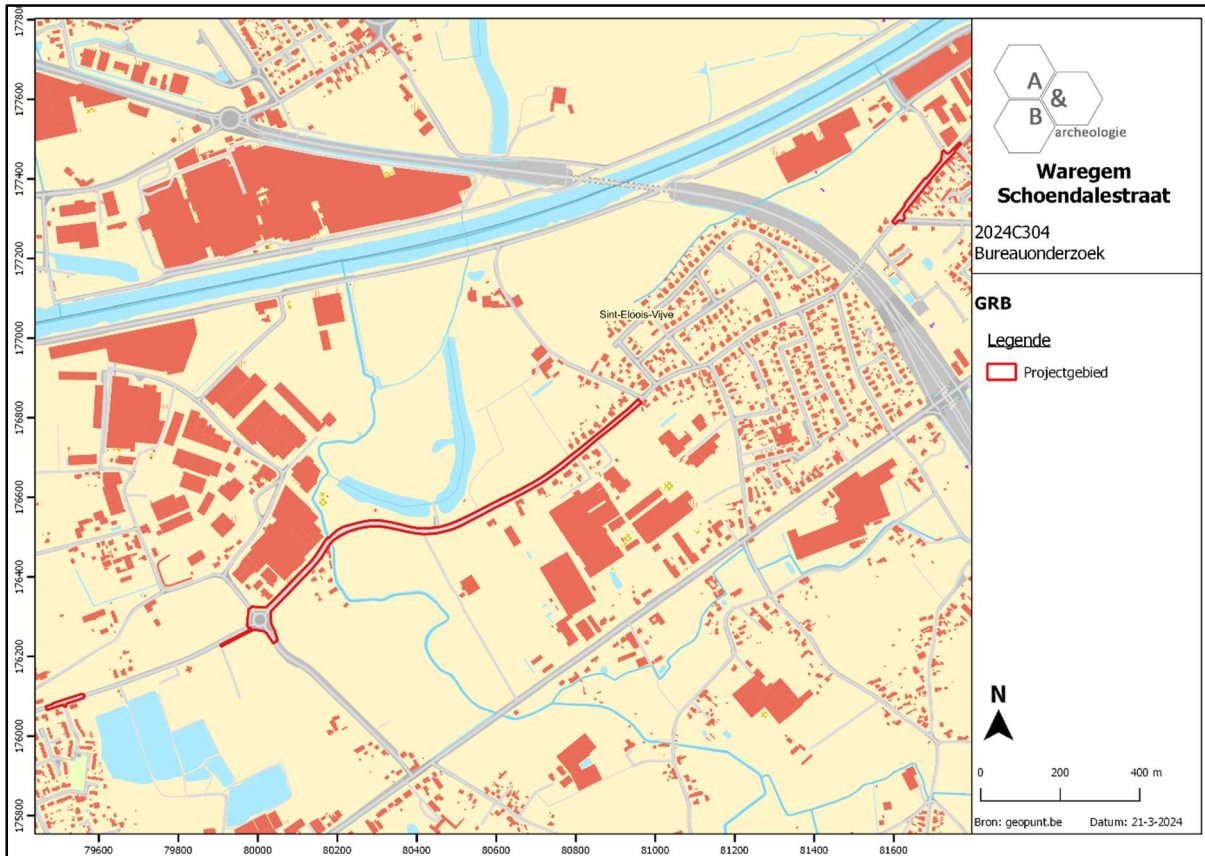 A
&
B
archeologie
Waregem
Schoendalestraat
2024C304
Bureauonderzoek
GRB
Legende
Projectgebied
Sint-Eloois-Vijve
N
0 200 400 m
Bron: geopunt.be Datum: 21-3-2024
177800
177600
177400
177200
177000
176800
176600
176400
176200
176000
175800
79600 79800 80000 80200 80400 80600 80800 81000 81200 81400 81600